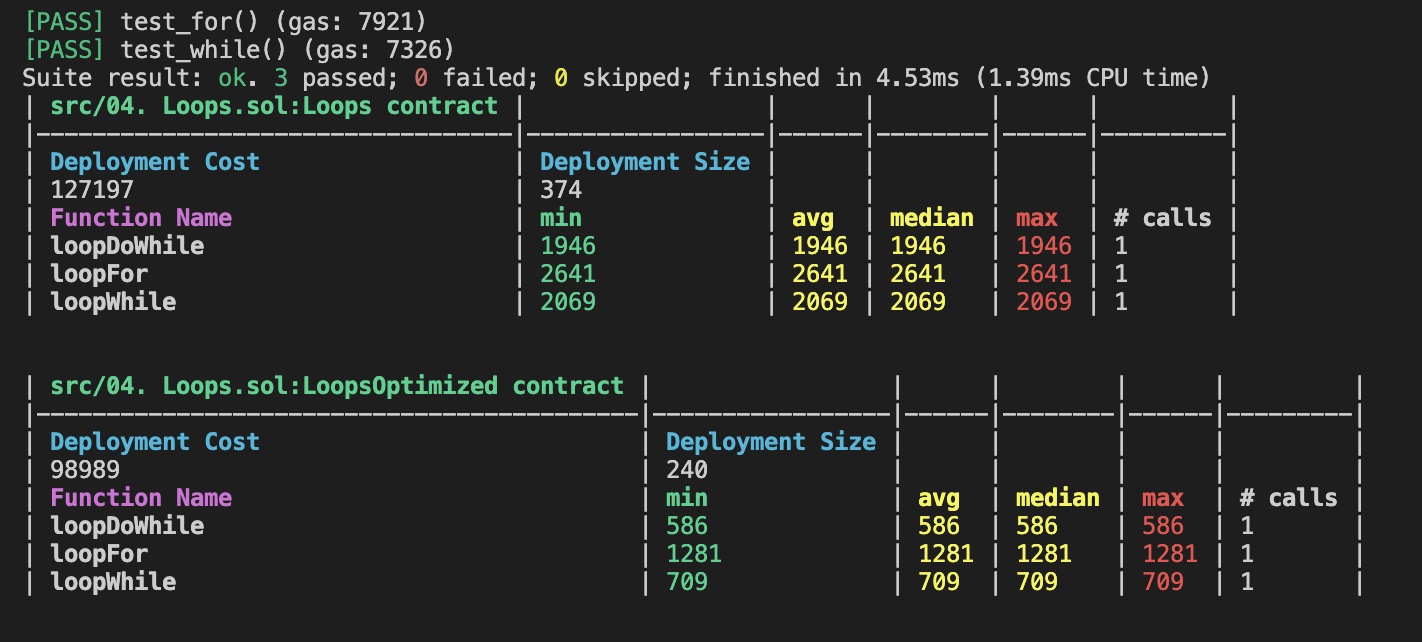 [PASS] test_for() (gas: 7921)
[PASS] test_while() (gas: 7326)
Suite result: ok. 3 passed; 0 failed; 0 skipped; finished in 4.53ms (1.39ms CPU time)
| src/04. Loops.sol:Loops contract | | | | | |
|----------------------------------|-----------------|------|--------|------|---------|
| Deployment Cost | Deployment Size | | | | |
| 127197 | 374 | | | | |
| Function Name | min | avg | median | max | # calls |
| loopDoWhile | 1946 | 1946 | 1946 | 1946 | 1 |
| loopFor | 2641 | 2641 | 2641 | 2641 | 1 |
| loopWhile | 2069 | 2069 | 2069 | 2069 | 1 |
| src/04. Loops.sol:LoopsOptimized contract | | | | | |
|-------------------------------------------|-----------------|------|--------|------|---------|
| Deployment Cost | Deployment Size | | | | |
| 98989 | 240 | | | | |
| Function Name | min | avg | median | max | # calls |
| loopDoWhile | 586 | 586 | 586 | 586 | 1 |
| loopFor | 1281 | 1281 | 1281 | 1281 | 1 |
| loopWhile | 709 | 709 | 709 | 709 | 1 |